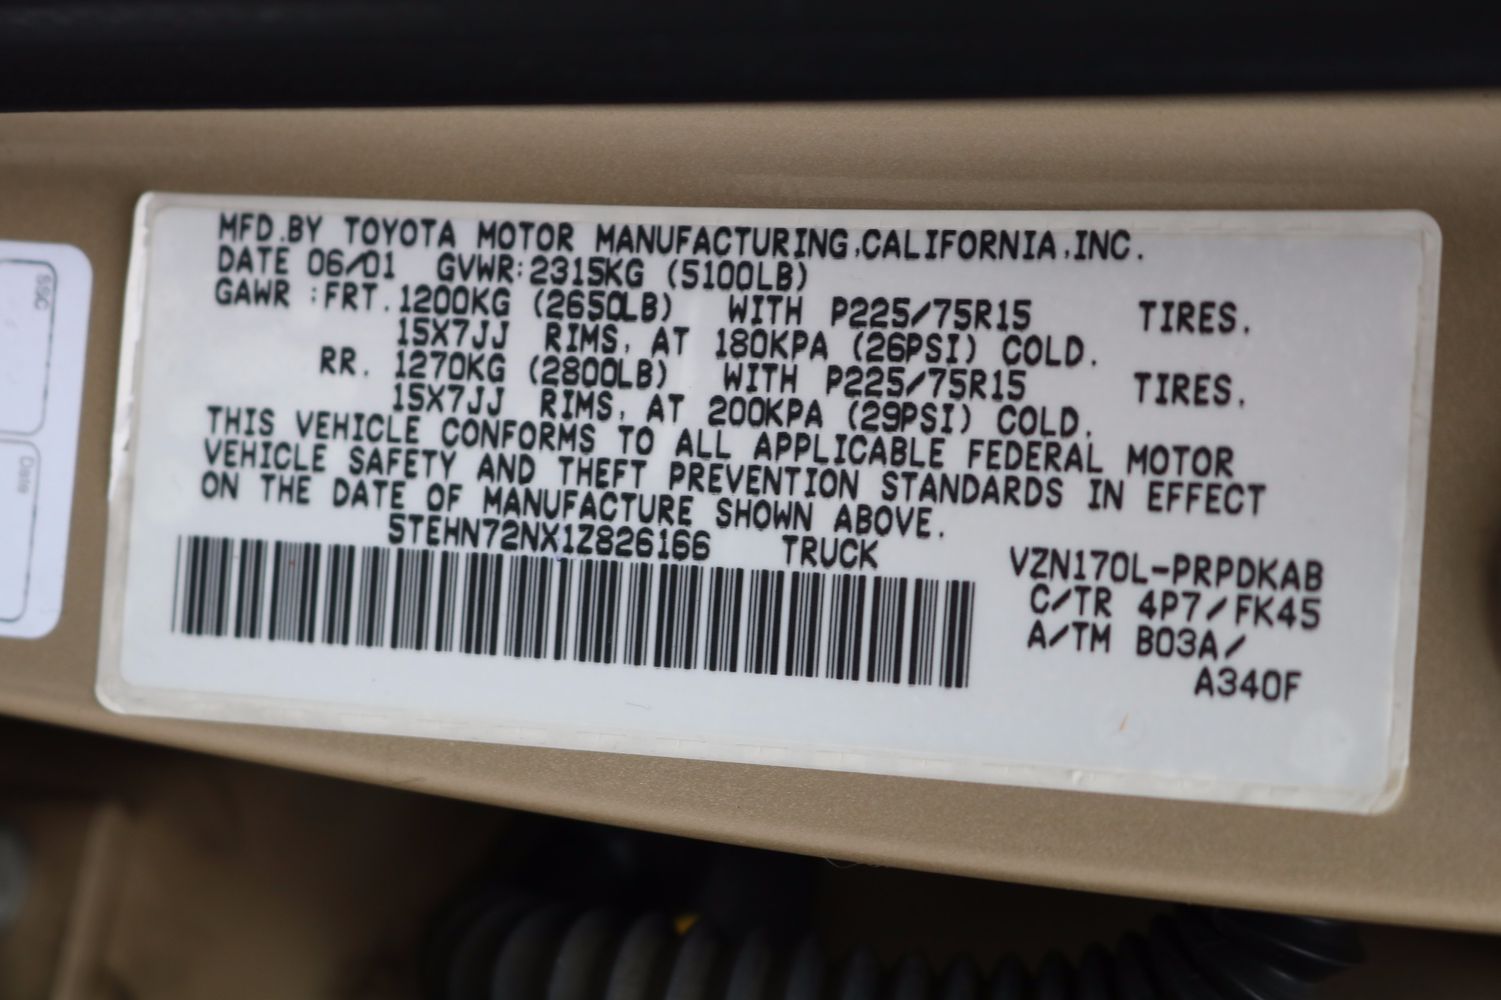 SSC
Date
MFD.BY TOYOTA MOTOR MANUFACTURING,CALIFORNIA,INC.
DATE 06/01 GVWR:2315KG (5100LB)
GAWR :FRT.1200KG (2650LB) WITH P225/75R15 TIRES.
15X7JJ RIMS, AT 180KPA (26PSI) COLD.
RR. 1270KG (2800LB) WITH P225/75R15 TIRES.
15X7JJ RIMS, AT 200KPA (29PSI) COLD.
THIS VEHICLE CONFORMS TO ALL APPLICABLE FEDERAL MOTOR
VEHICLE SAFETY AND THEFT PREVENTION STANDARDS IN EFFECT
ON THE DATE OF MANUFACTURE SHOWN ABOVE.
5TEHN72NX1Z826166 TRUCK
VZN170L-PRPDKAB
C/TR 4P7/FK45
A/TM B03A/
A340F